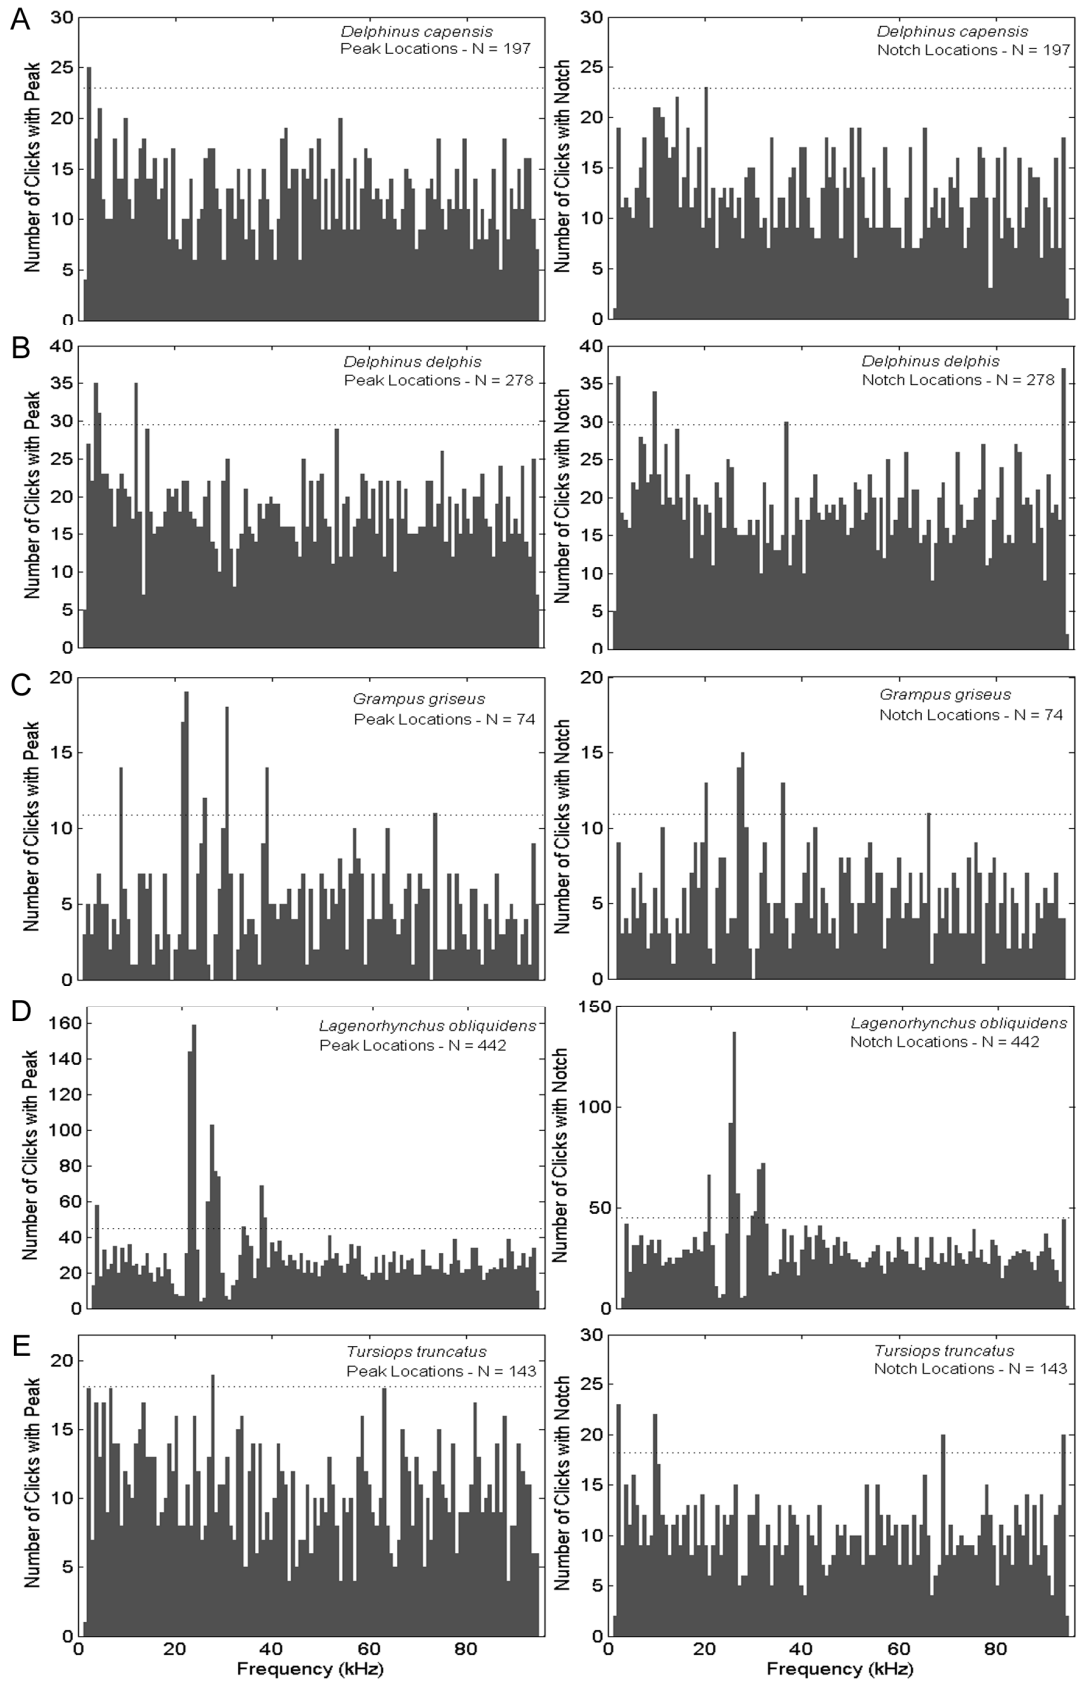 A
Delphinus capensis
Peak Locations - N = 197
Number of Clicks with Peak
30
25
20
15
10
5
0
Delphinus capensis
Notch Locations - N = 197
Number of Clicks with Notch
30
25
20
15
10
5
0
B
Delphinus delphis
Peak Locations - N = 278
Number of Clicks with Peak
40
35
30
25
20
15
10
5
0
Delphinus delphis
Notch Locations - N = 278
Number of Clicks with Notch
40
35
30
25
20
15
10
5
0
C
Grampus griseus
Peak Locations - N = 74
Number of Clicks with Peak
20
15
10
5
0
Grampus griseus
Notch Locations - N = 74
Number of Clicks with Notch
20
15
10
5
0
D
Lagenorhynchus obliquidens
Peak Locations - N = 442
Number of Clicks with Peak
160
140
120
100
80
60
40
20
0
Lagenorhynchus obliquidens
Notch Locations - N = 442
Number of Clicks with Notch
150
100
50
0
E
Tursiops truncatus
Peak Locations - N = 143
Number of Clicks with Peak
20
15
10
5
0
0 20 40 60 80
Frequency (kHz)
Tursiops truncatus
Notch Locations - N = 143
Number of Clicks with Notch
30
25
20
15
10
5
0
0 20 40 60 80
Frequency (kHz)